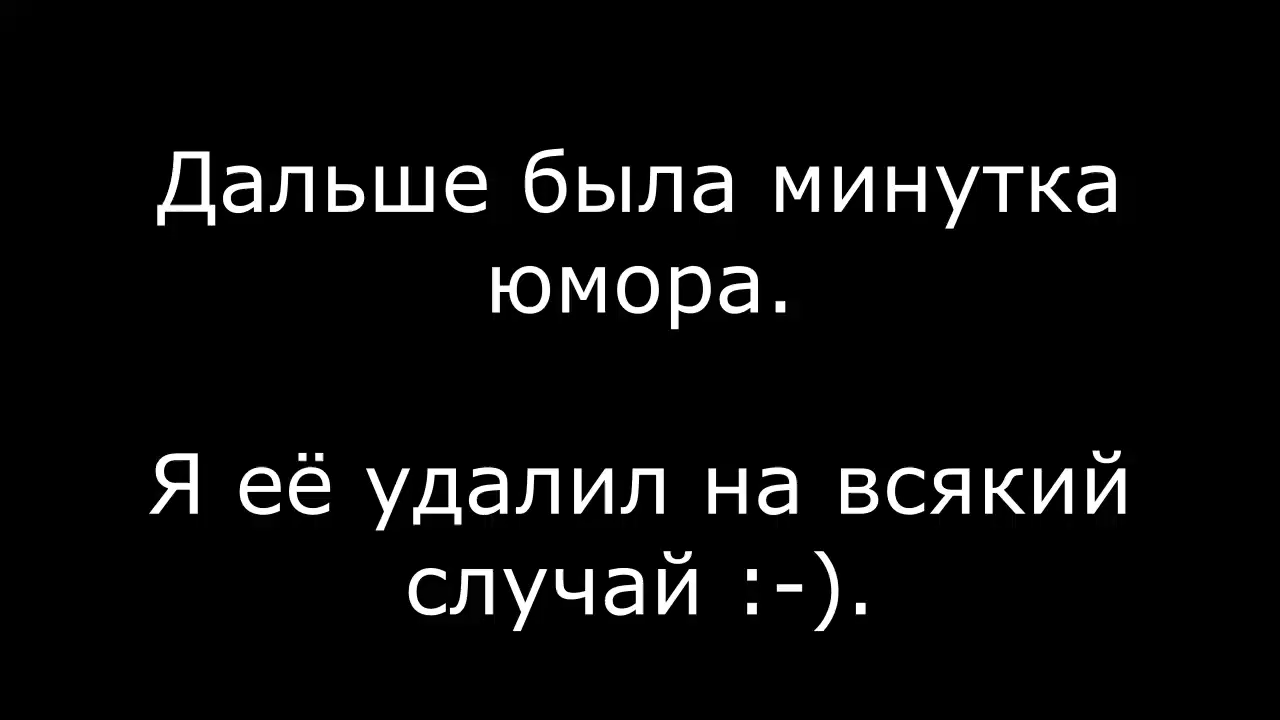 Дальше была минутка
юмора.
Я её удалил на всякий
случай :-).